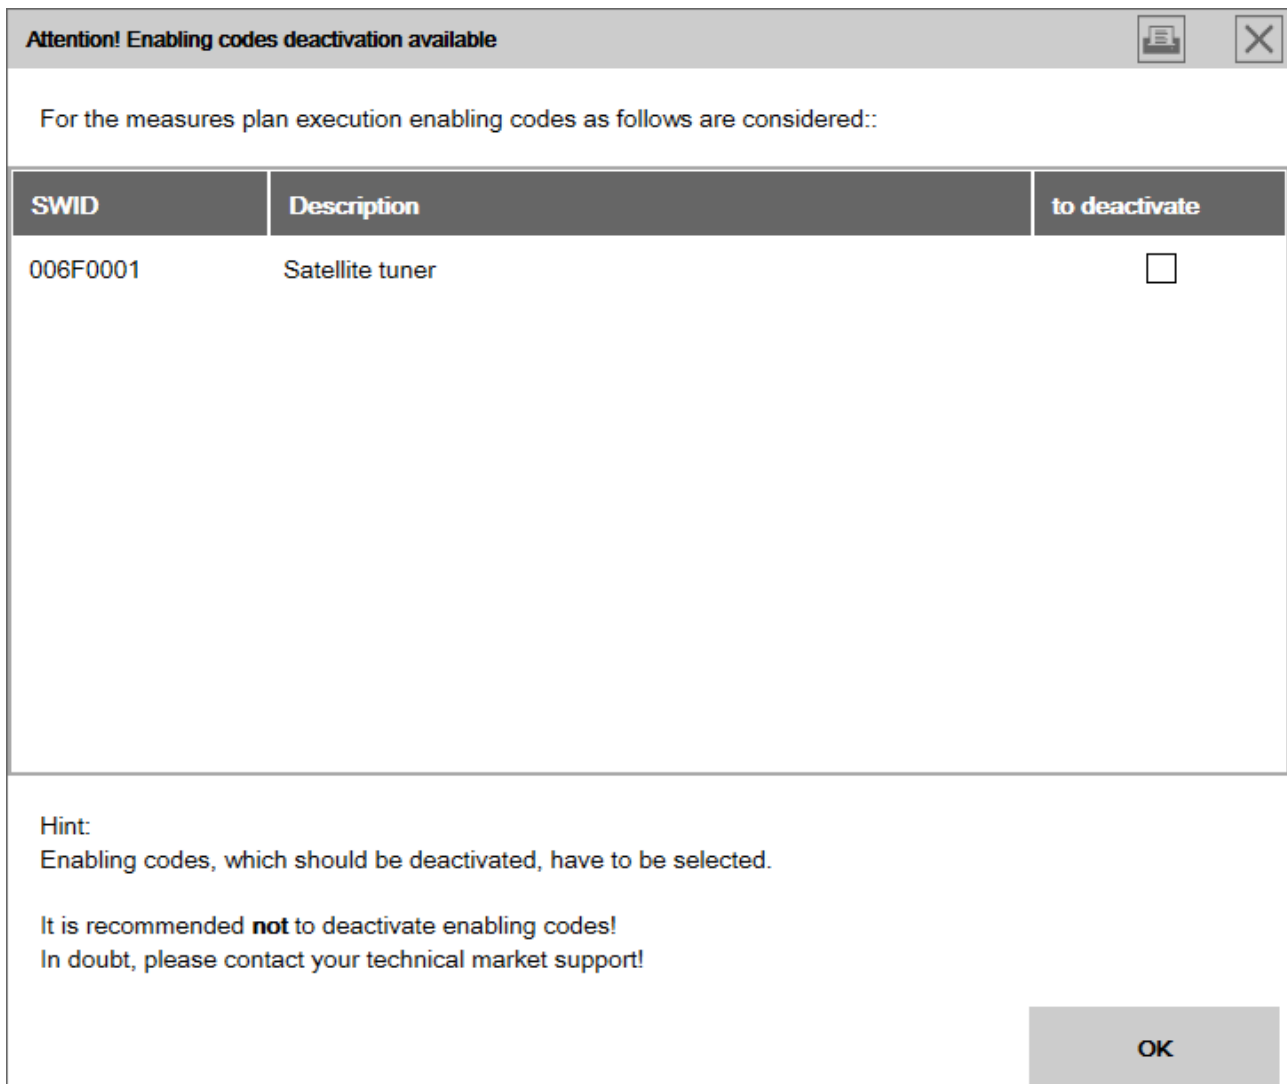 Attention! Enabling codes deactivation available
For the measures plan execution enabling codes as follows are considered::
SWID Description to deactivate
006F0001 Satellite tuner
Hint:
Enabling codes, which should be deactivated, have to be selected.
It is recommended not to deactivate enabling codes!
In doubt, please contact your technical market support!
OK